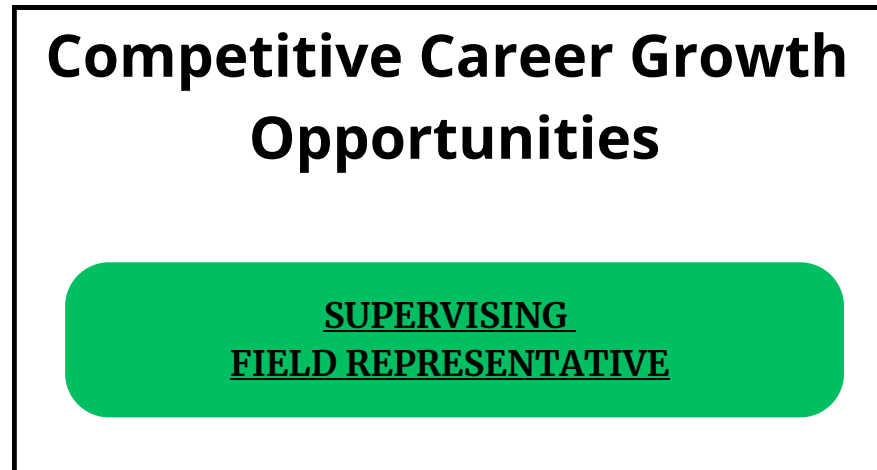 Competitive Career Growth
Opportunities
SUPERVISING
FIELD REPRESENTATIVE